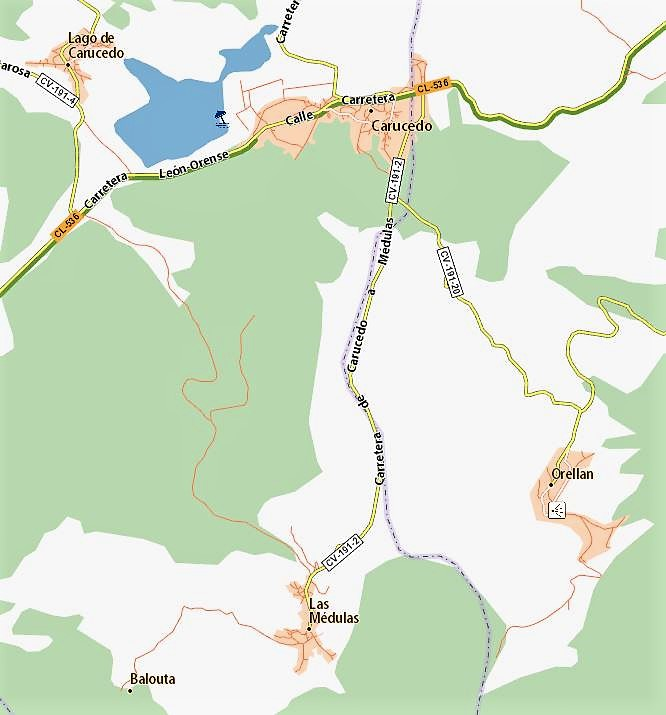 Carretera
Lago de
Carucedo
arosa
CV-191-4
Calle
Carretera
CL-536
Carucedo
León-Orense
Carretera
CL-536
CV-191-2
Carretera de Carucedo a Médulas
CV-191-20
Orellan
CV-191-2
Las
Médulas
Balouta